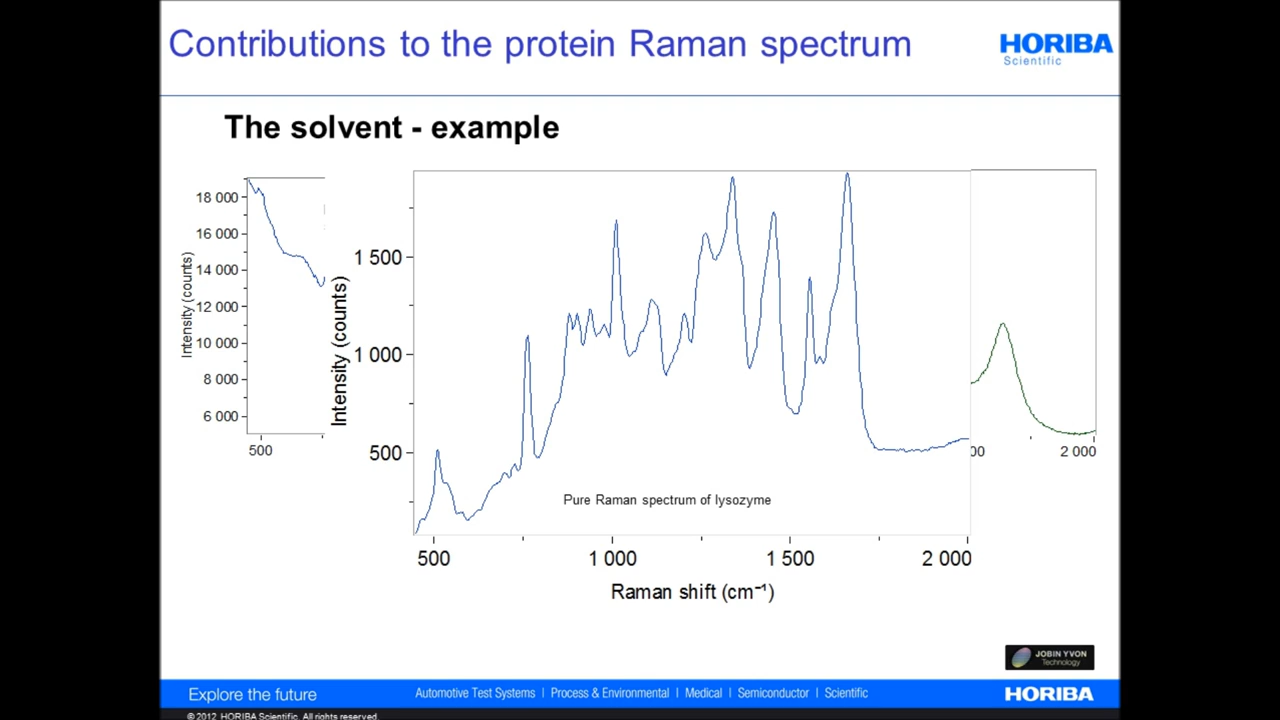 Contributions to the protein Raman spectrum
HORIBA
Scientific
The solvent - example
18 000
16 000
14 000
12 000
10 000
8 000
6 000
Intensity (counts)
500
1 500
1 000
500
Intensity (counts)
Pure Raman spectrum of lysozyme
500
1 000
1 500
2 000
Raman shift (cm⁻¹)
00
2 000
JOBIN YVON
Technology
Explore the future
Automotive Test Systems | Process & Environmental | Medical | Semiconductor | Scientific
HORIBA
© 2012 HORIBA Scientific. All rights reserved.